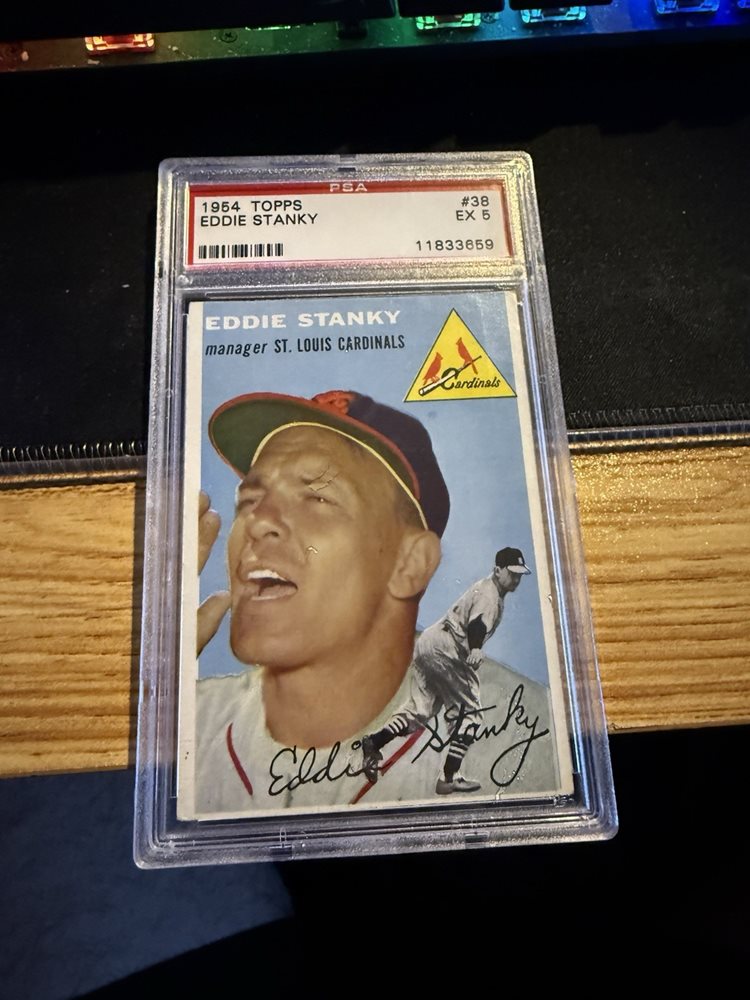 PSA
1954 TOPPS #38
EDDIE STANKY EX 5
11833659
EDDIE STANKY
manager ST. LOUIS CARDINALS
Cardinals
Eddie Stanky